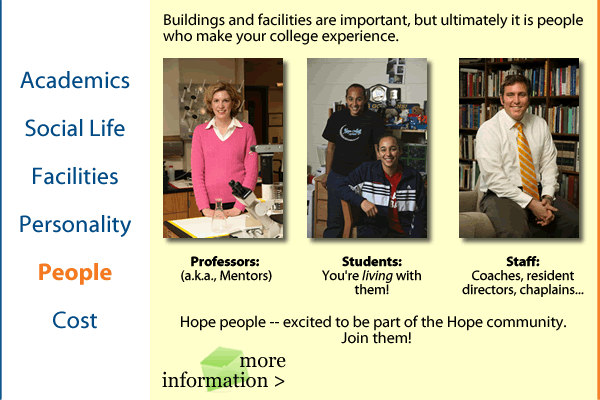 Academics
Social Life
Facilities
Personality
People
Cost
Buildings and facilities are important, but ultimately it is people
who make your college experience.
Professors:
(a.k.a., Mentors)
Students:
You're living with
them!
Staff:
Coaches, resident
directors, chaplains...
Hope people -- excited to be part of the Hope community.
Join them!
more
information >